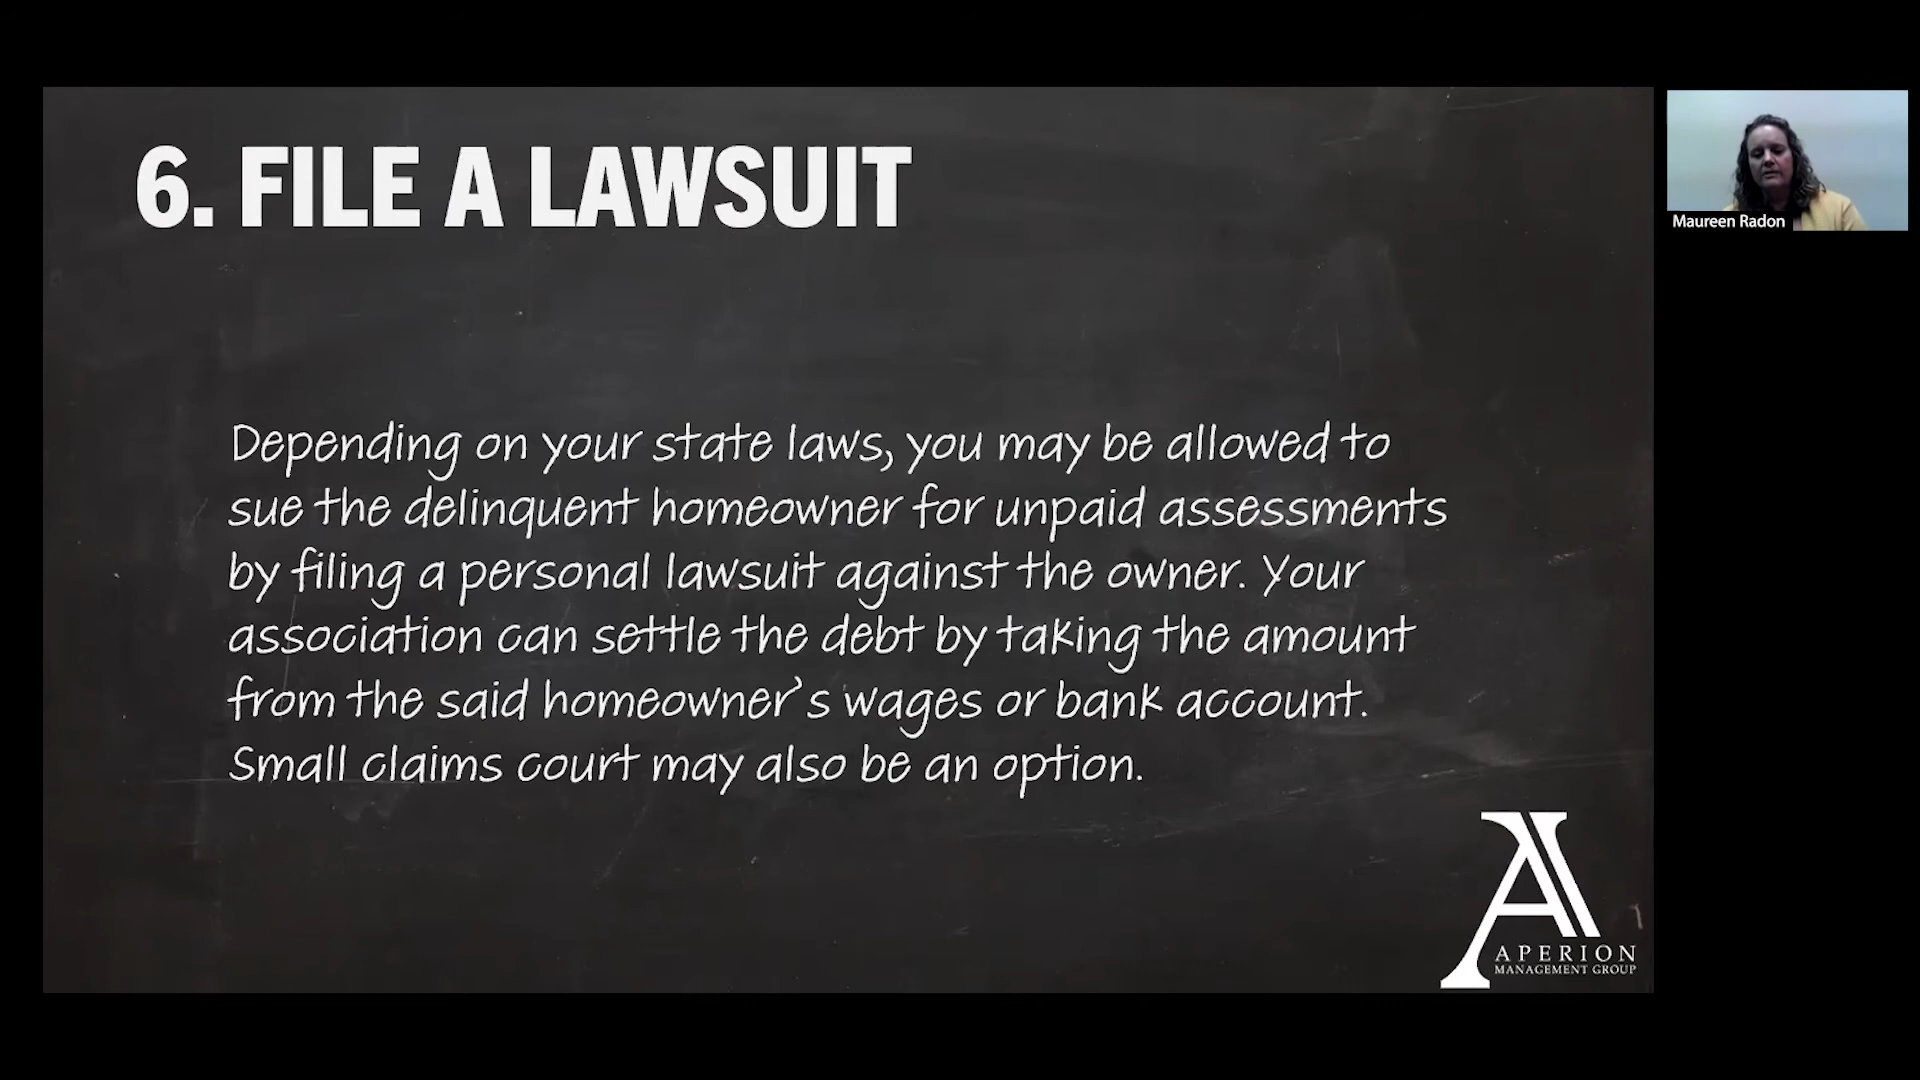 6. FILE A LAWSUIT
Maureen Radon
Depending on your state laws, you may be allowed to
sue the delinquent homeowner for unpaid assessments
by filing a personal lawsuit against the owner. Your
association can settle the debt by taking the amount
from the said homeowner's wages or bank account.
Small claims court may also be an option.
APERION
MANAGEMENT GROUP